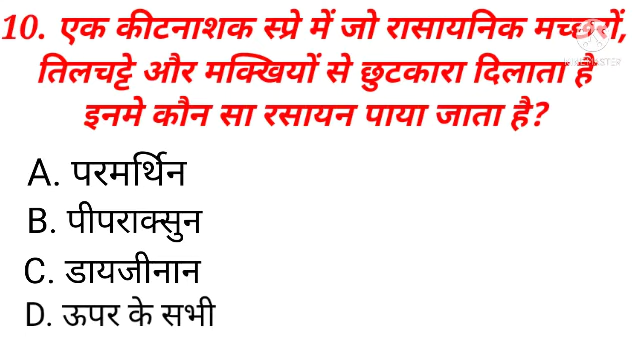 10. एक कीटनाशक स्प्रे में जो रासायनिक मच्छरों,
तिलचट्टे और मक्खियों से छुटकारा दिलाता है
इनमे कौन सा रसायन पाया जाता है?
A. परमर्थिन
B. पीपराक्सुन
C. डायजीनान
D. ऊपर के सभी